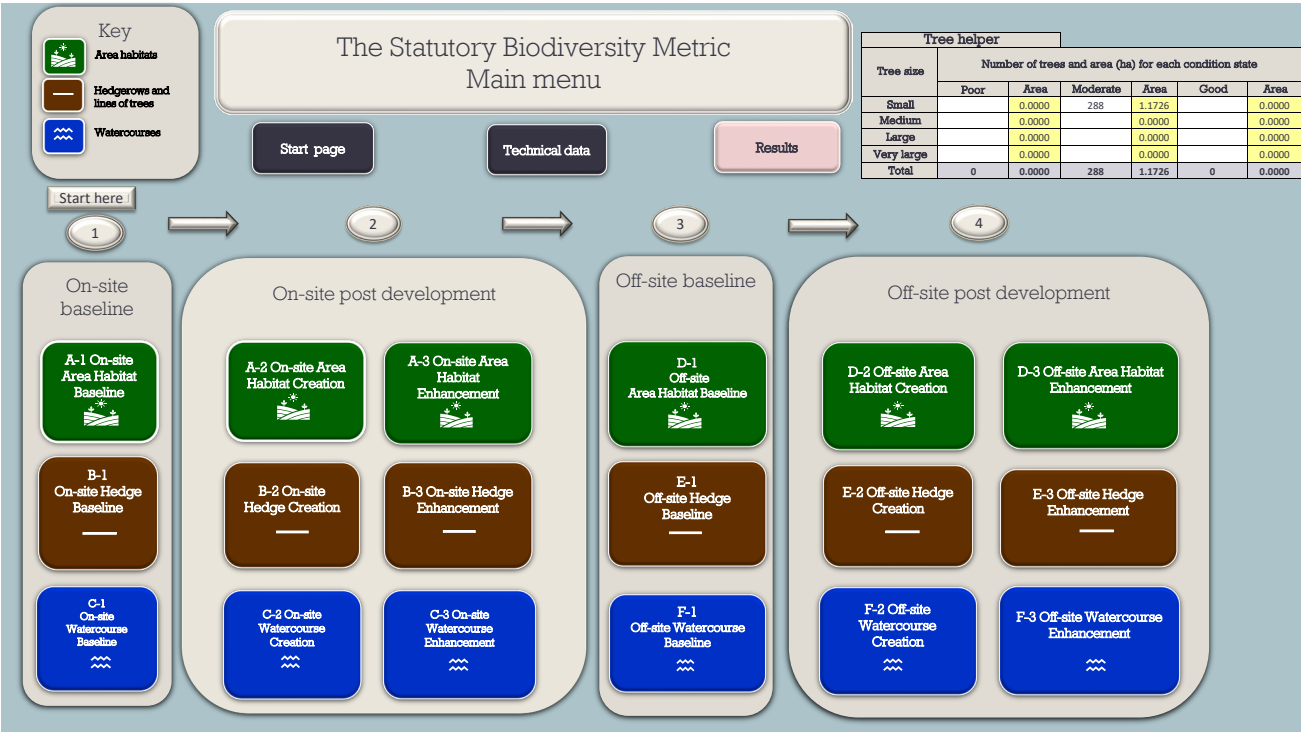 Key
Area habitats
Hedgerows and
lines of trees
Watercourses
The Statutory Biodiversity Metric
Main menu
Start page
Technical data
Results
Tree helper
Tree size
Number of trees and area (ha) for each condition state
Poor Area Moderate Area Good Area
Small 0.0000 288 1.1726 0.0000
Medium 0.0000 0.0000 0.0000
Large 0.0000 0.0000 0.0000
Very large 0.0000 0.0000 0.0000
Total 0 0.0000 288 1.1726 0 0.0000
Start here
1
2
3
4
On-site
baseline
A-1 On-site
Area Habitat
Baseline
B-1
On-site Hedge
Baseline
C-1
On-site
Watercourse
Baseline
On-site post development
A-2 On-site Area
Habitat Creation
A-3 On-site Area
Habitat
Enhancement
B-2 On-site
Hedge Creation
B-3 On-site Hedge
Enhancement
C-2 On-site
Watercourse
Creation
C-3 On-site
Watercourse
Enhancement
Off-site baseline
D-1
Off-site
Area Habitat Baseline
E-1
Off-site Hedge
Baseline
F-1
Off-site Watercourse
Baseline
Off-site post development
D-2 Off-site Area
Habitat Creation
D-3 Off-site Area Habitat
Enhancement
E-2 Off-site Hedge
Creation
E-3 Off-site Hedge
Enhancement
F-2 Off-site
Watercourse
Creation
F-3 Off-site Watercourse
Enhancement